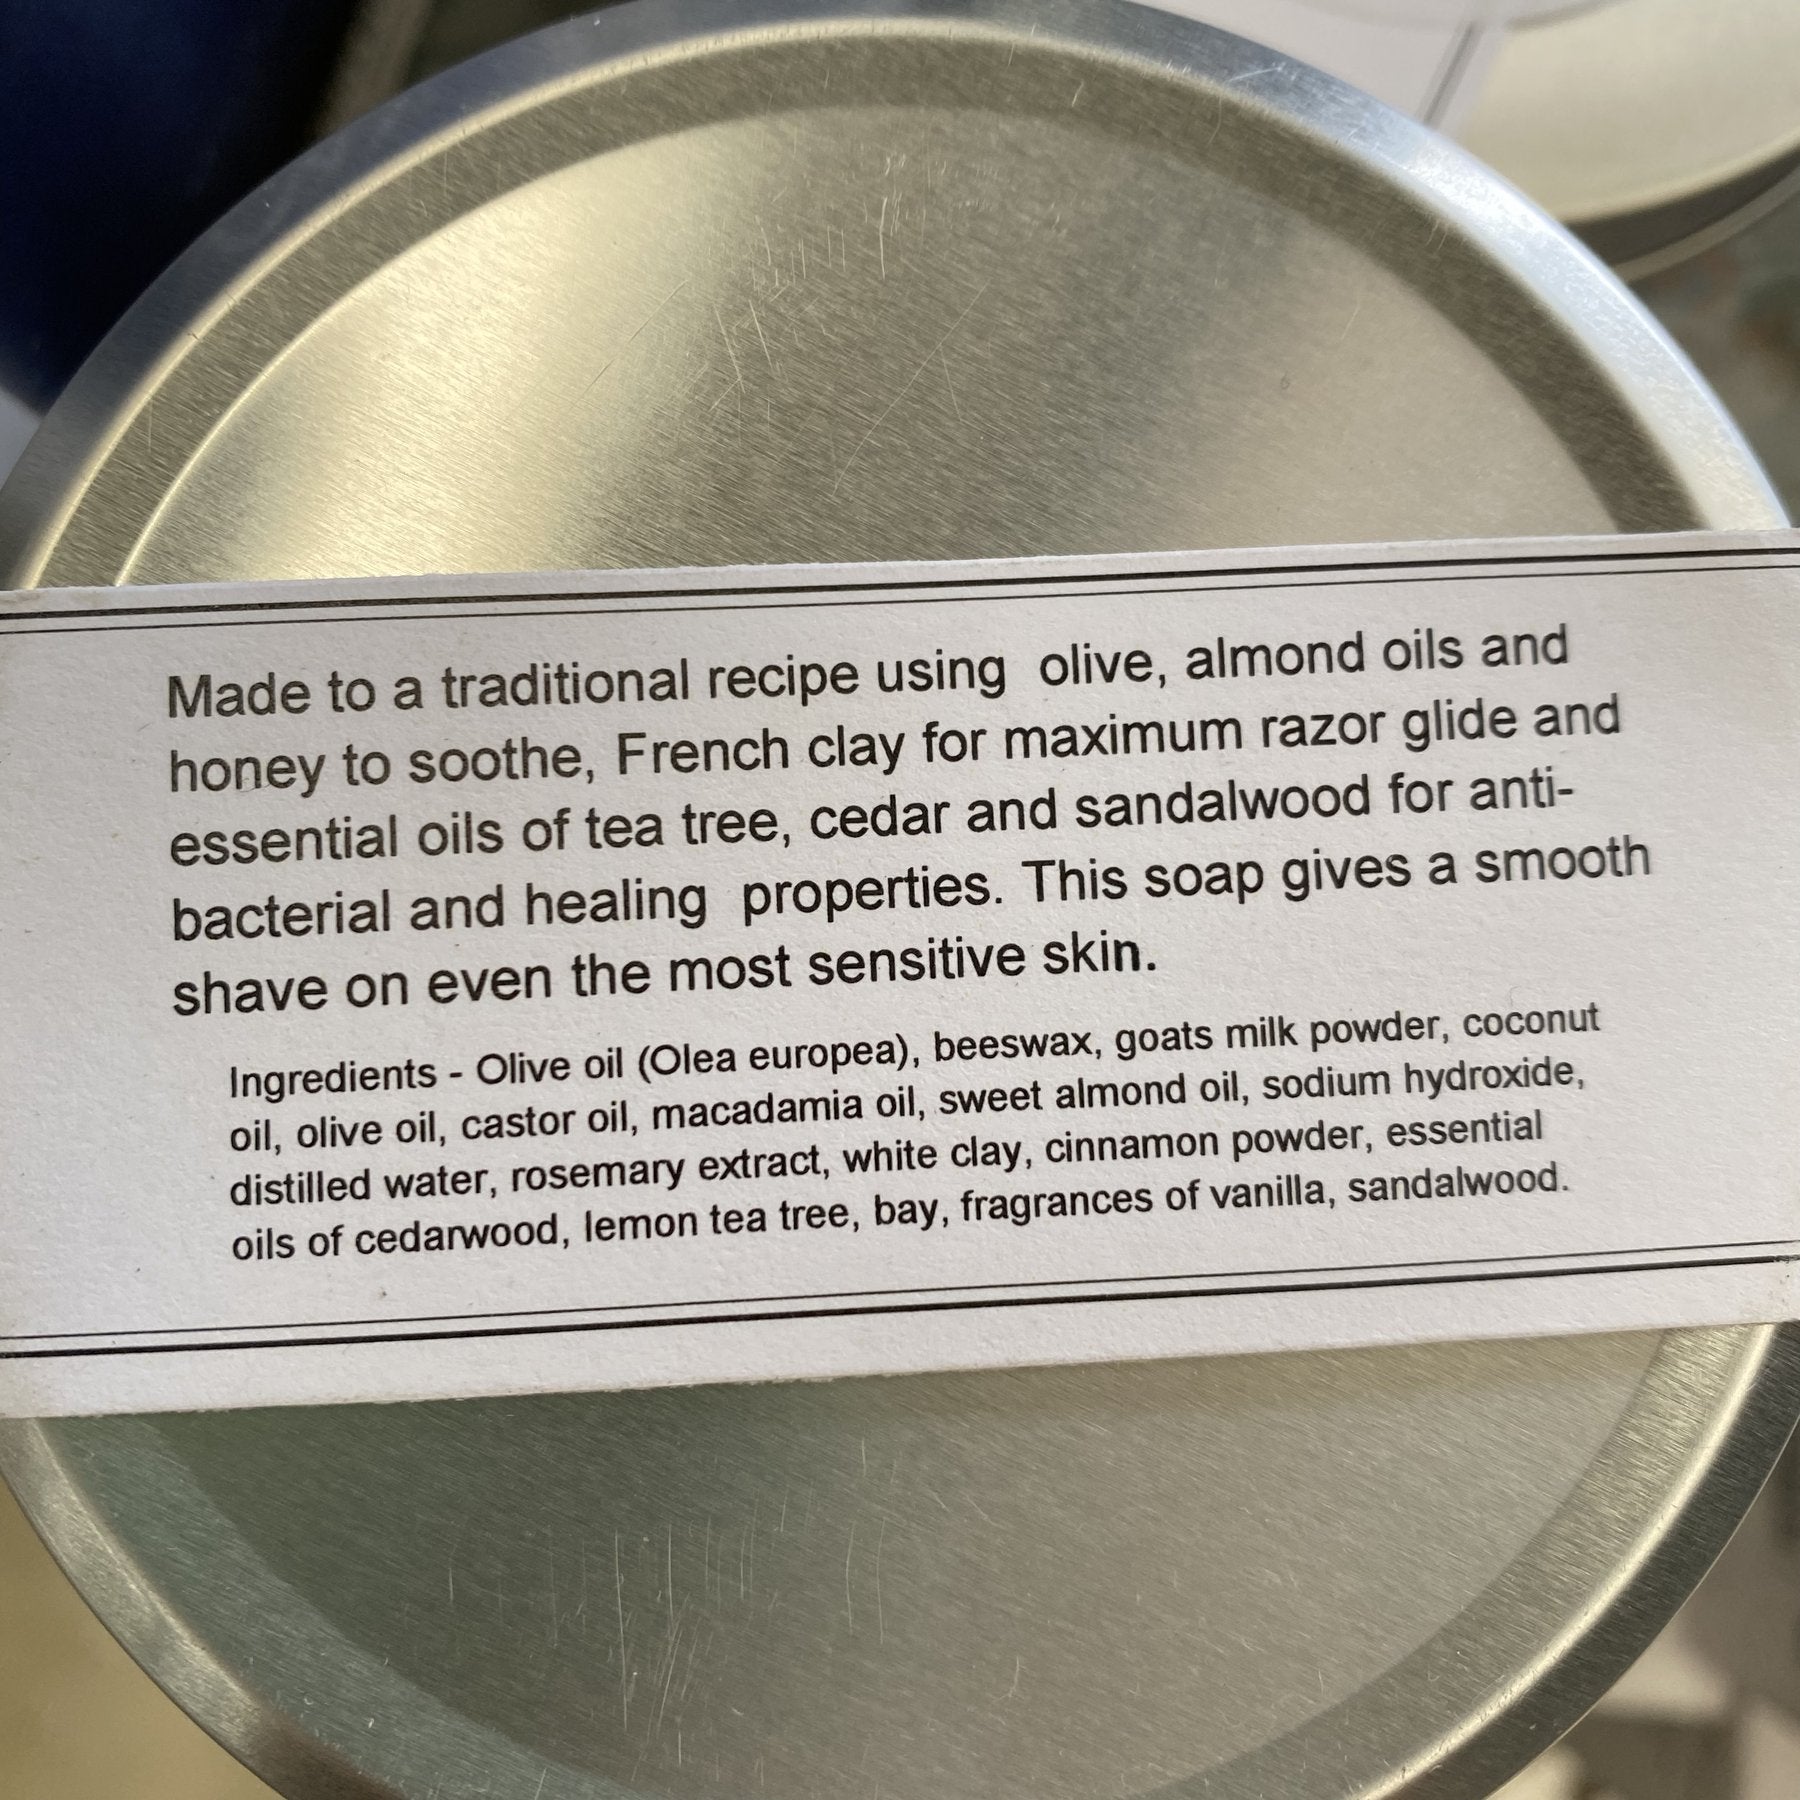 Made to a traditional recipe using  olive, almond oils and
honey to soothe, French clay for maximum razor glide and
essential oils of tea tree, cedar and sandalwood for anti-
bacterial and healing  properties. This soap gives a smooth
shave on even the most sensitive skin.
Ingredients - Olive oil (Olea europea), beeswax, goats milk powder, coconut
oil, olive oil, castor oil, macadamia oil, sweet almond oil, sodium hydroxide,
distilled water, rosemary extract, white clay, cinnamon powder, essential
oils of cedarwood, lemon tea tree, bay, fragrances of vanilla, sandalwood.